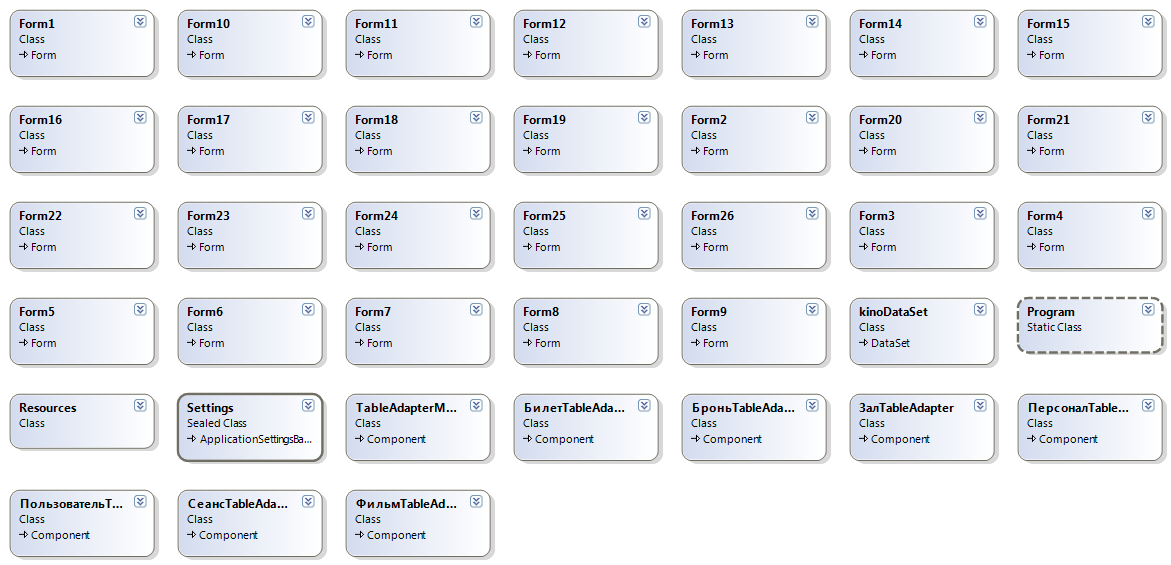 Form1
Class
Form
Form10
Class
Form
Form11
Class
Form
Form12
Class
Form
Form13
Class
Form
Form14
Class
Form
Form15
Class
Form
Form16
Class
Form
Form17
Class
Form
Form18
Class
Form
Form19
Class
Form
Form2
Class
Form
Form20
Class
Form
Form21
Class
Form
Form22
Class
Form
Form23
Class
Form
Form24
Class
Form
Form25
Class
Form
Form26
Class
Form
Form3
Class
Form
Form4
Class
Form
Form5
Class
Form
Form6
Class
Form
Form7
Class
Form
Form8
Class
Form
Form9
Class
Form
kinoDataSet
Class
DataSet
Program
Static Class
Resources
Class
Settings
Sealed Class
ApplicationSettingsBa...
TableAdapterM...
Class
Component
БилетTableAda...
Class
Component
БроньTableAda...
Class
Component
ЗалTableAdapter
Class
Component
ПерсоналTable...
Class
Component
ПользовательT...
Class
Component
СеансTableAda...
Class
Component
ФильмTableAd...
Class
Component